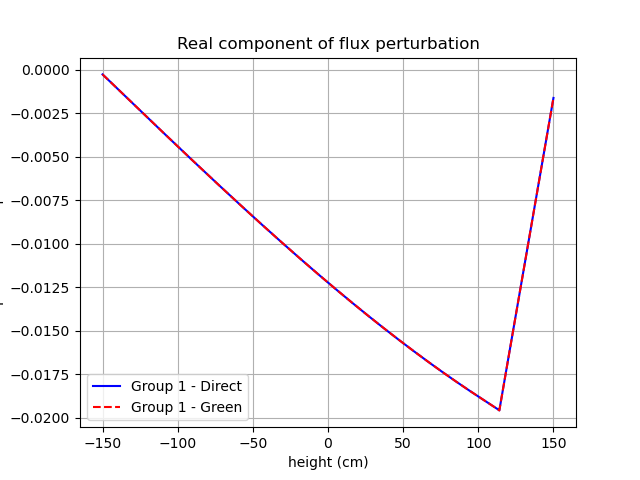 Real component of flux perturbation
0.0000
−0.0025
−0.0050
−0.0075
−0.0100
−0.0125
−0.0150
−0.0175
−0.0200
Group 1 - Direct
Group 1 - Green
−150 −100 −50 0 50 100 150
height (cm)